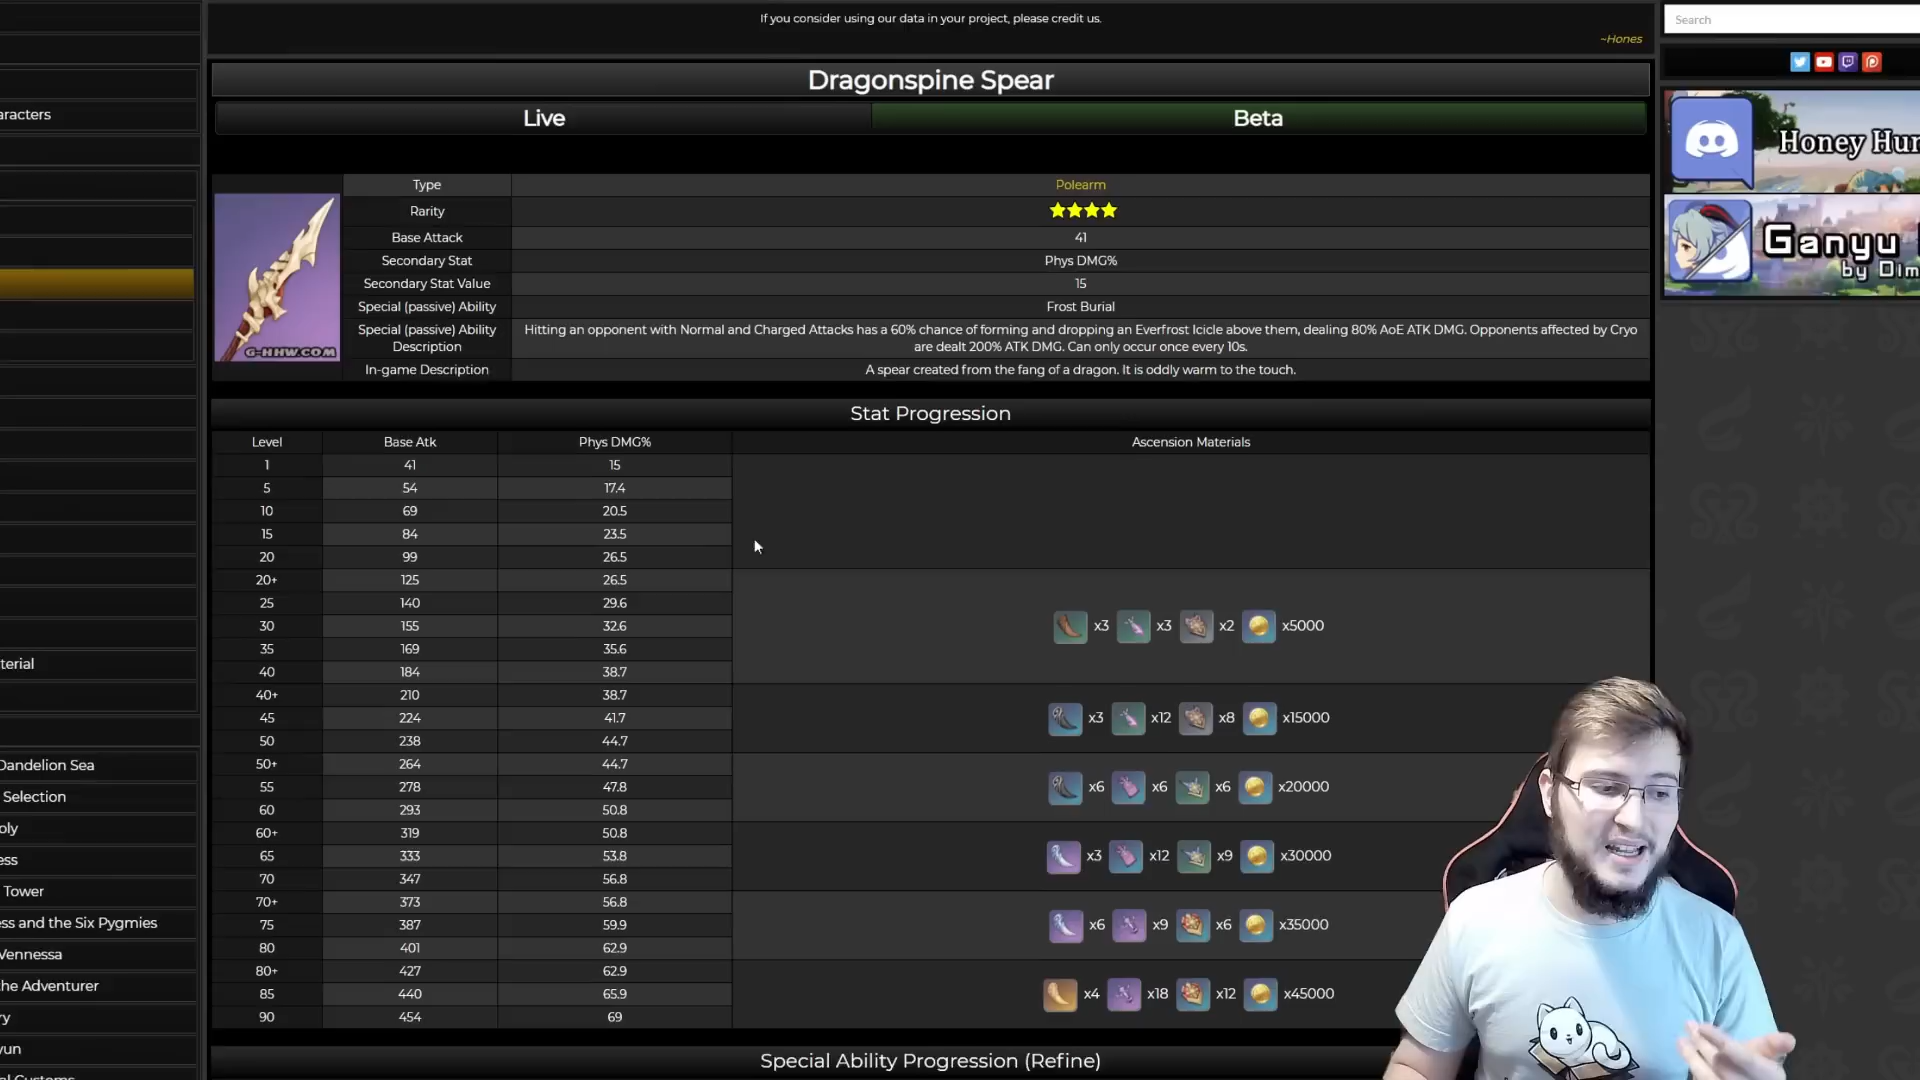 If you consider using our data in your project, please credit us.
~Hones
Search
Dragonspine Spear
Live
Beta
aracters
Honey Hun
Ganyu
by Dim
Type
Polearm
Rarity
Base Attack
41
Secondary Stat
Phys DMG%
Secondary Stat Value
15
Special (passive) Ability
Frost Burial
Special (passive) Ability
Description
Hitting an opponent with Normal and Charged Attacks has a 60% chance of forming and dropping an Everfrost Icicle above them, dealing 80% AoE ATK DMG. Opponents affected by Cryo
are dealt 200% ATK DMG. Can only occur once every 10s.
In-game Description
A spear created from the fang of a dragon. It is oddly warm to the touch.
G-HHW.COM
Stat Progression
Level Base Atk Phys DMG% Ascension Materials
1 41 15
5 54 17.4
10 69 20.5
15 84 23.5
20 99 26.5
20+ 125 26.5
25 140 29.6
30 155 32.6
x3 x3 x2 x5000
35 169 35.6
40 184 38.7
40+ 210 38.7
45 224 41.7
x3 x12 x8 x15000
50 238 44.7
50+ 264 44.7
55 278 47.8
x6 x6 x6 x20000
60 293 50.8
60+ 319 50.8
65 333 53.8
x3 x12 x9 x30000
70 347 56.8
70+ 373 56.8
75 387 59.9
x6 x9 x6 x35000
80 401 62.9
80+ 427 62.9
85 440 65.9
x4 x18 x12 x45000
90 454 69
Special Ability Progression (Refine)
terial
Dandelion Sea
Selection
oly
ess
Tower
ess and the Six Pygmies
Vennessa
the Adventurer
ry
yun
al Customs